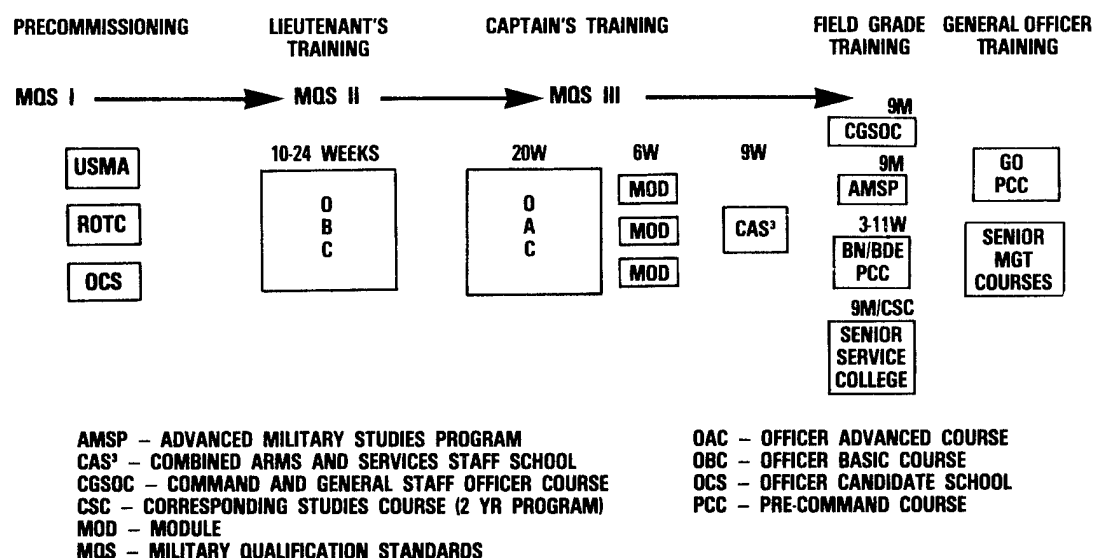 PRECOMMISSIONING
LIEUTENANT'S
TRAINING
CAPTAIN'S TRAINING
FIELD GRADE
TRAINING
GENERAL OFFICER
TRAINING
MQS I
MQS II
MQS III
USMA
ROTC
OCS
10-24 WEEKS
O
B
C
20W
O
A
C
6W
MOD
MOD
MOD
9W
CAS³
9M
CGSOC
9M
AMSP
3-11W
BN/BDE
PCC
9M/CSC
SENIOR
SERVICE
COLLEGE
GO
PCC
SENIOR
MGT
COURSES
AMSP – ADVANCED MILITARY STUDIES PROGRAM
CAS³ – COMBINED ARMS AND SERVICES STAFF SCHOOL
CGSOC – COMMAND AND GENERAL STAFF OFFICER COURSE
CSC – CORRESPONDING STUDIES COURSE (2 YR PROGRAM)
MOD – MODULE
MQS – MILITARY QUALIFICATION STANDARDS
OAC – OFFICER ADVANCED COURSE
OBC – OFFICER BASIC COURSE
OCS – OFFICER CANDIDATE SCHOOL
PCC – PRE-COMMAND COURSE